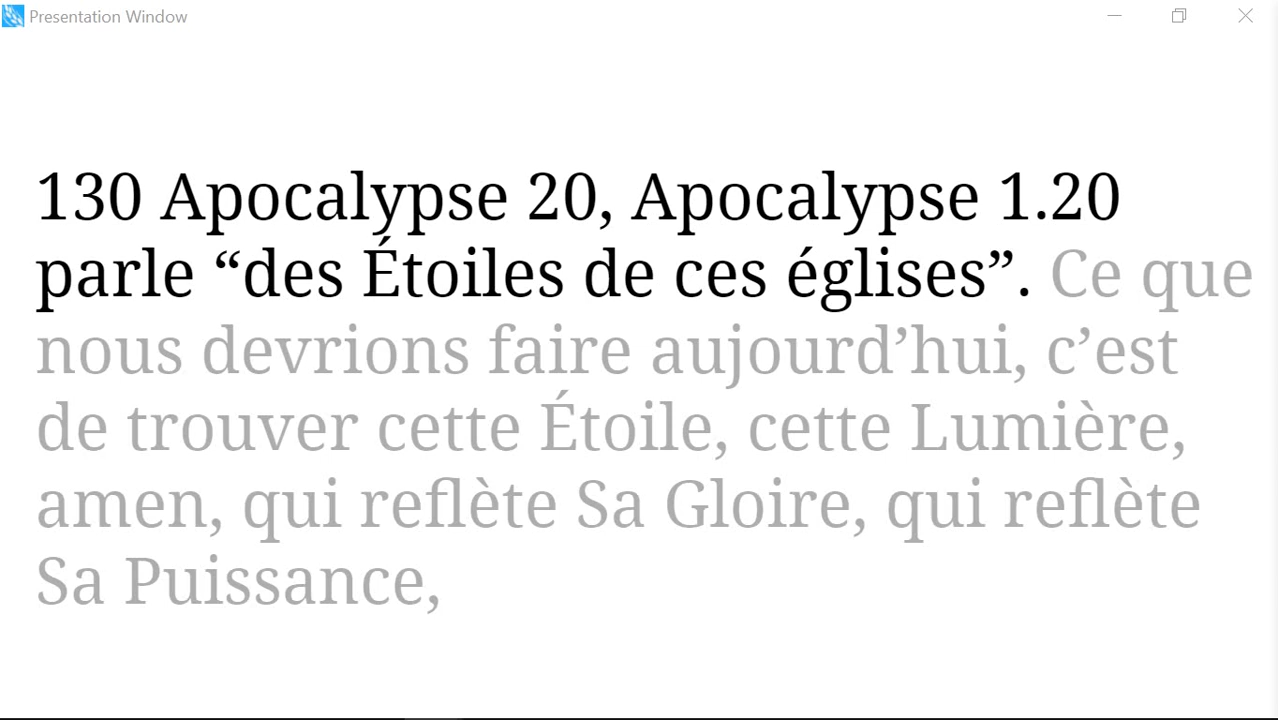 Presentation Window
130 Apocalypse 20, Apocalypse 1.20
parle “des Étoiles de ces églises”. Ce que
nous devrions faire aujourd’hui, c’est
de trouver cette Étoile, cette Lumière,
amen, qui reflète Sa Gloire, qui reflète
Sa Puissance,